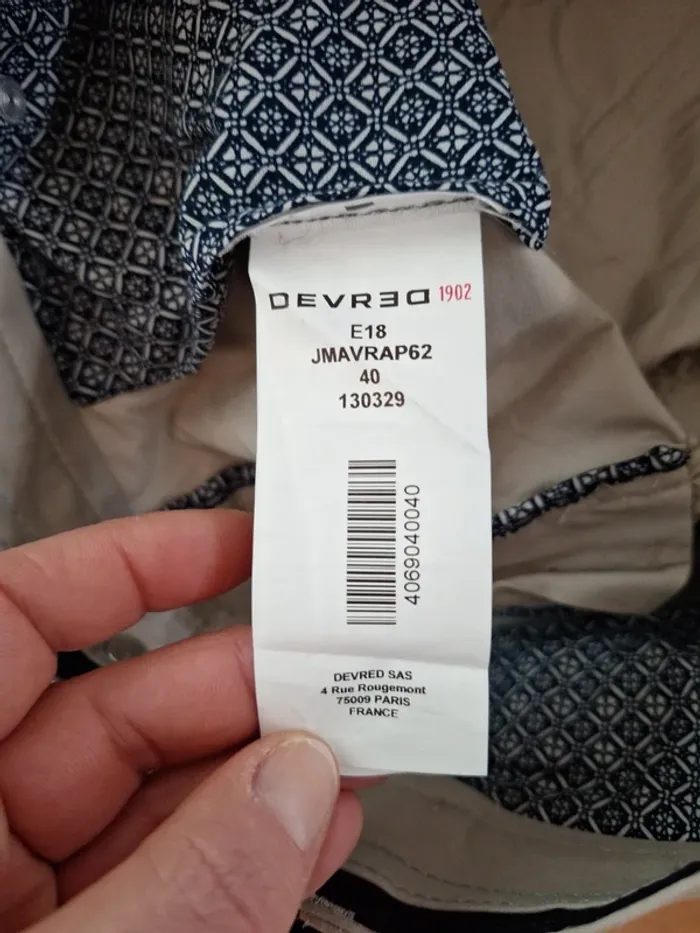 DEVRED 1902
E18
JMAVRAP62
40
130329
4069040040
DEVRED SAS
4 Rue Rougemont
75009 PARIS
FRANCE